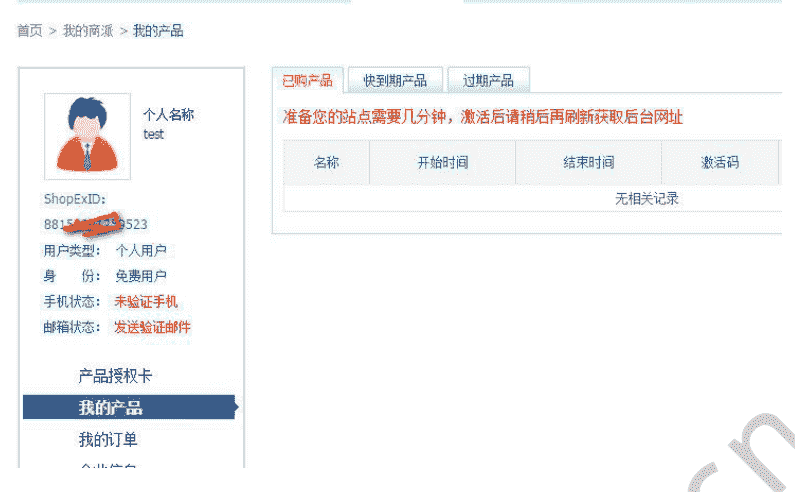 首页 > 我的商派 > 我的产品
个人名称
test
ShopExID:
9523
用户类型： 个人用户
身 份： 免费用户
手机状态： 未验证手机
邮箱状态： 发送验证邮件
产品授权卡
我的产品
我的订单
已购产品 快到期产品 过期产品
准备您的站点需要几分钟，激活后请稍后再刷新获取后台网址
名称 开始时间 结束时间 激活码
无相关记录
cn